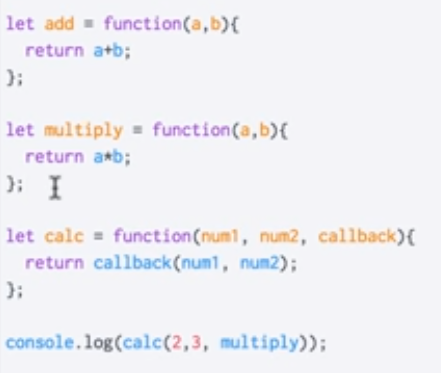 let add = function(a,b){
return a+b;
};
let multiply = function(a,b){
return a*b;
};
let calc = function(num1, num2, callback){
return callback(num1, num2);
};
console.log(calc(2,3, multiply));